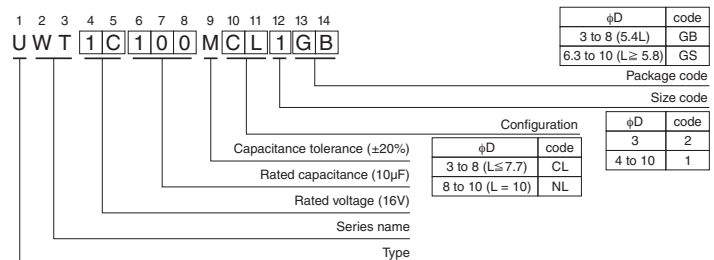 1 2 3 4 5 6 7 8 9 10 11 12 13 14
U W T 1 C 1 0 0 M C L 1 G B
ϕD code
3 to 8 (5.4L) GB
6.3 to 10 (L≧ 5.8) GS
Package code
Size code
Configuration
ϕD code
3 2
4 to 10 1
Capacitance tolerance (±20%)
ϕD code
3 to 8 (L≦7.7) CL
8 to 10 (L = 10) NL
Rated capacitance (10µF)
Rated voltage (16V)
Series name
Type